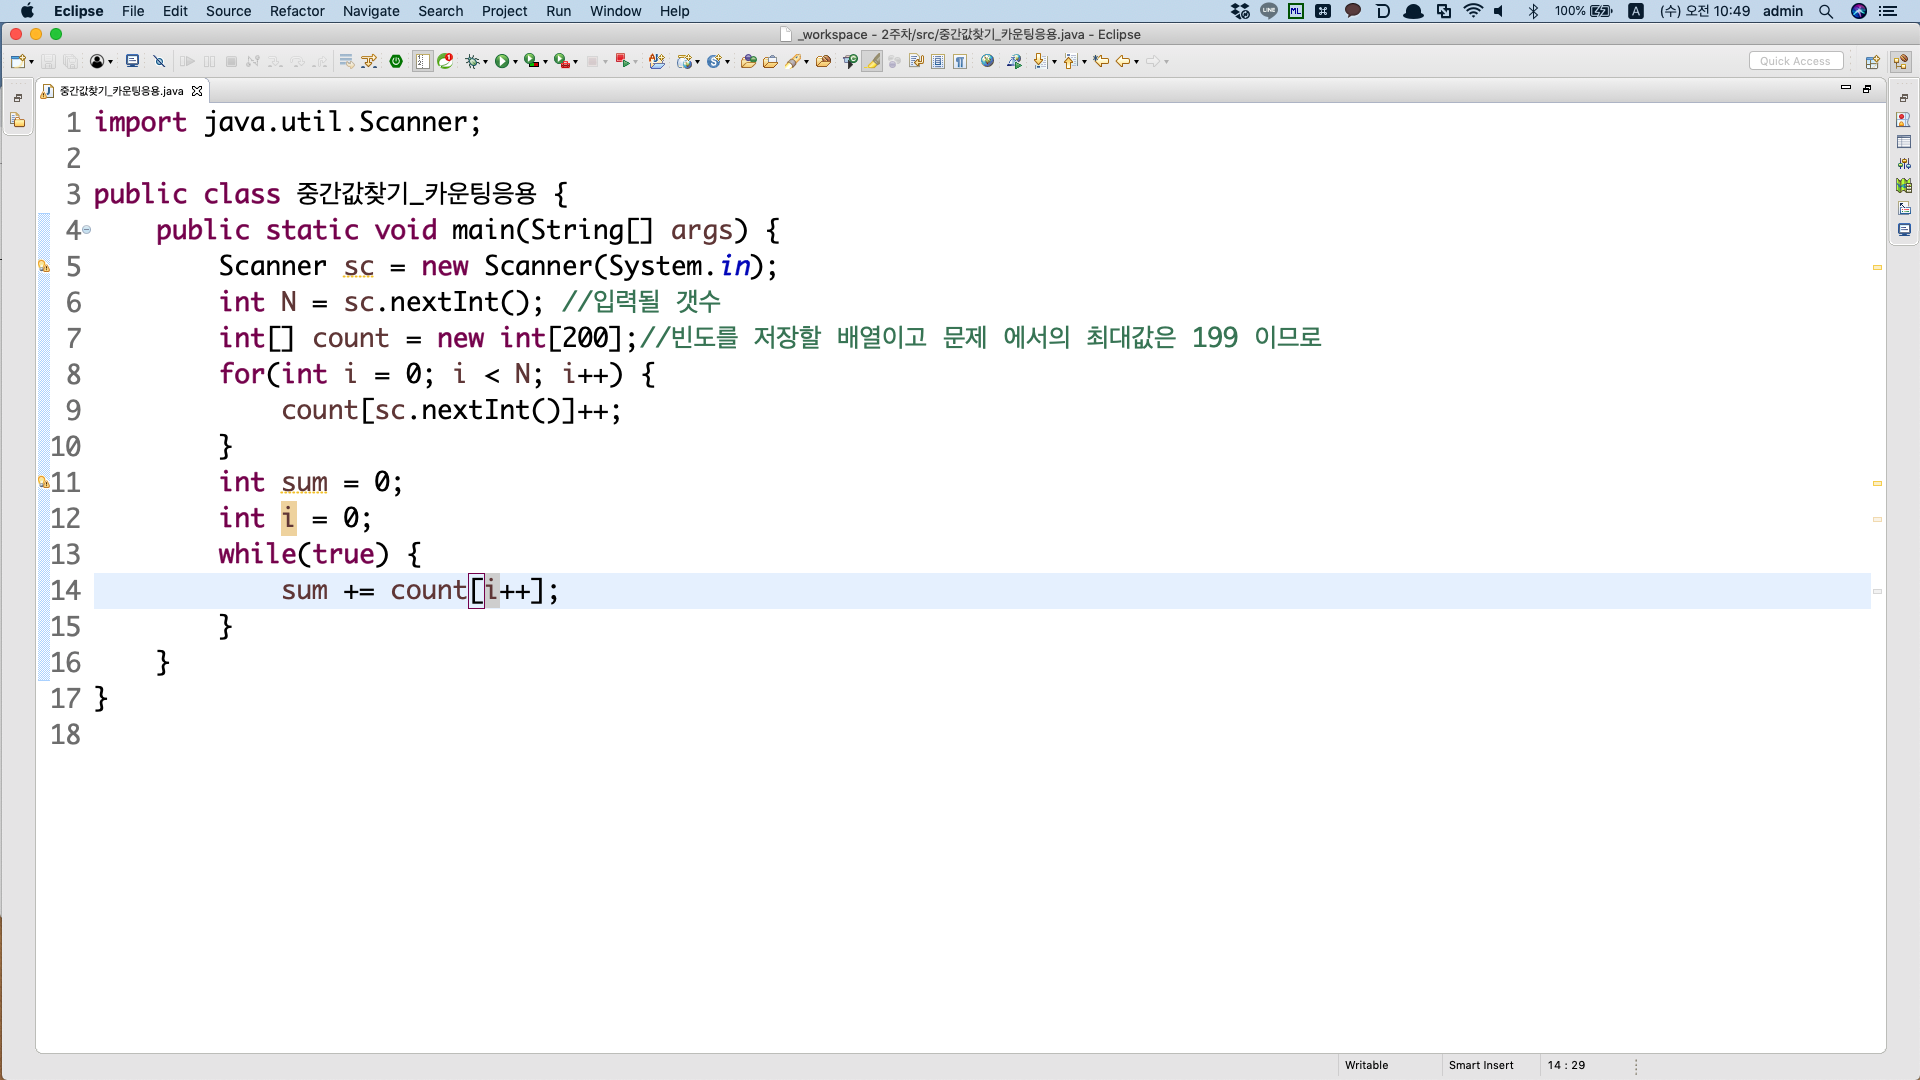 Eclipse File Edit Source Refactor Navigate Search Project Run Window Help 100% A (수) 오전 10:49 admin
_workspace - 2주차/src/중간값찾기_카운팅응용.java - Eclipse
Quick Access
중간값찾기_카운팅응용.java
1 import java.util.Scanner;
2
3 public class 중간값찾기_카운팅응용 {
4 public static void main(String[] args) {
5 Scanner sc = new Scanner(System.in);
6 int N = sc.nextInt(); //입력될 갯수
7 int[] count = new int[200];//빈도를 저장할 배열이고 문제 에서의 최대값은 199 이므로
8 for(int i = 0; i < N; i++) {
9 count[sc.nextInt()]++;
10 }
11 int sum = 0;
12 int i = 0;
13 while(true) {
14 sum += count[i++];
15 }
16 }
17 }
18
Writable Smart Insert 14 : 29